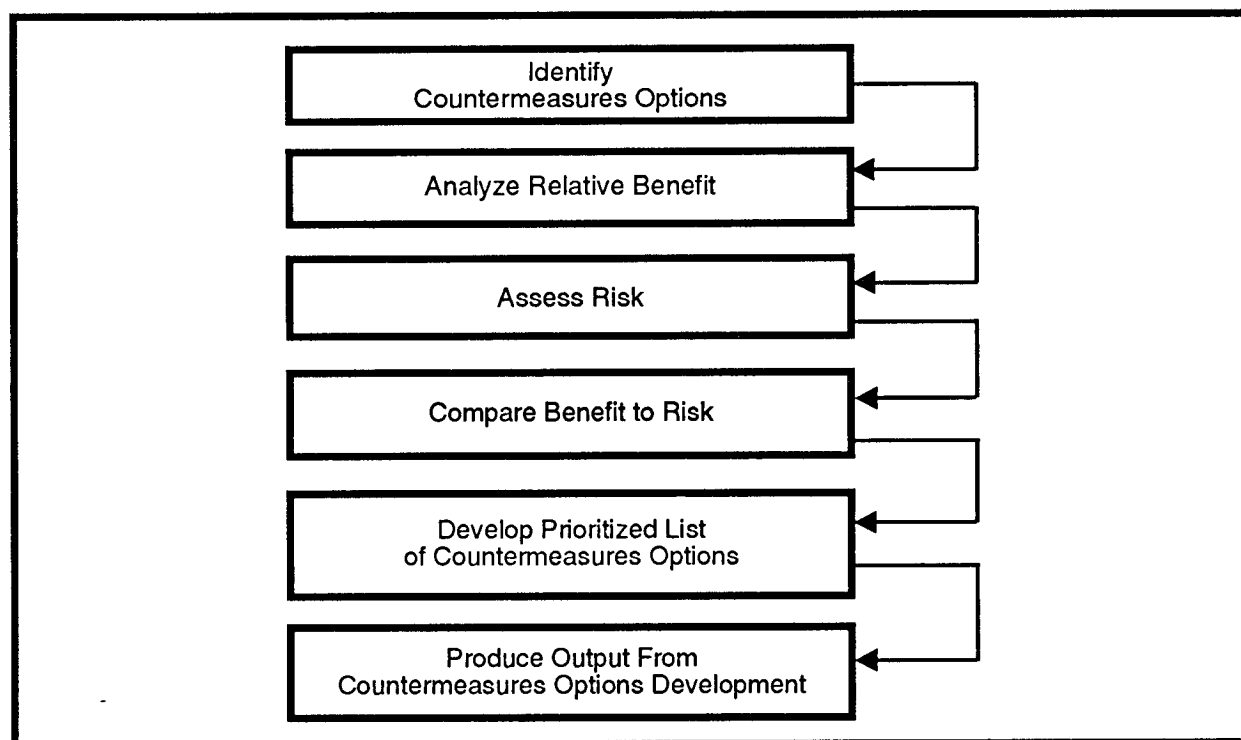 Identify
Countermeasures Options
Analyze Relative Benefit
Assess Risk
Compare Benefit to Risk
Develop Prioritized List
of Countermeasures Options
Produce Output From
Countermeasures Options Development